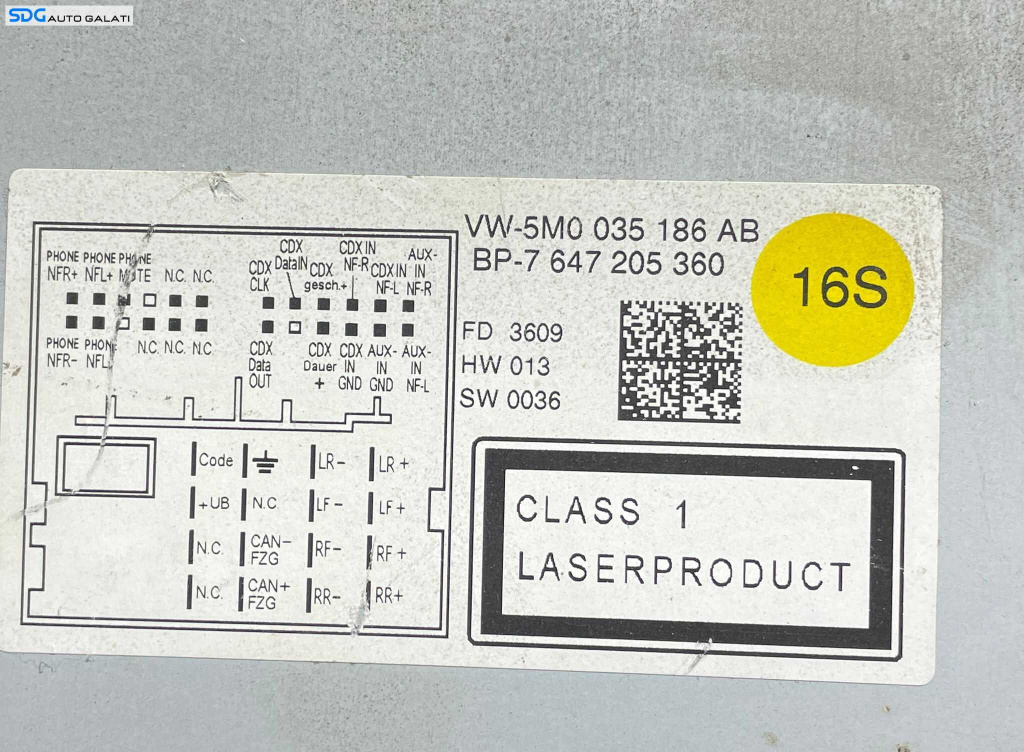 SDG AUTO GALATI
VW-5M0 035 186 AB
BP-7 647 205 360
16S
FD 3609
HW 013
SW 0036
PHONE PHONE PHONE
NFR+ NFL+ MUTE N.C. N.C.
PHONE PHONE
NFR- NFL- N.C. N.C. N.C
CDX CLK
CDX DataIN
CDX gesch.+
CDX IN NF-R
CDX IN NF-L
AUX-IN NF-R
CDX Data OUT
CDX Dauer +
CDX IN GND
AUX-IN GND
AUX-IN NF-L
Code LR- LR+
+UB N.C LF- LF+
N.C. CAN- FZG RF- RF+
N.C. CAN+ FZG RR- RR+
CLASS 1
LASERPRODUCT